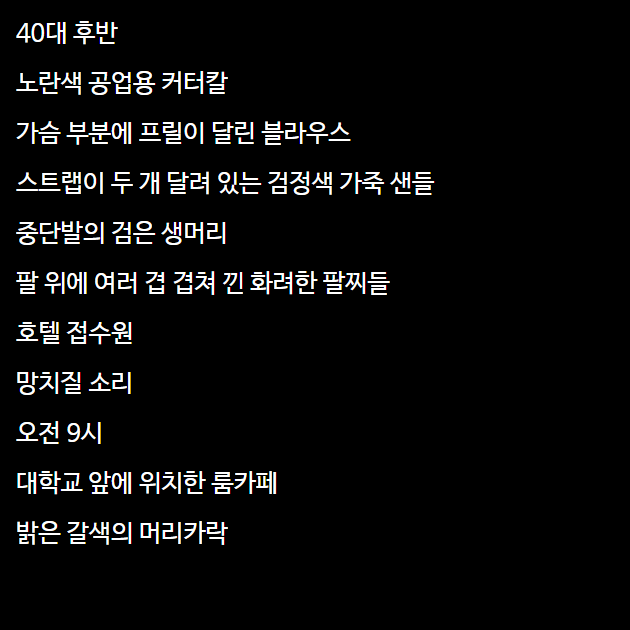 40대 후반
노란색 공업용 커터칼
가슴 부분에 프릴이 달린 블라우스
스트랩이 두 개 달려 있는 검정색 가죽 샌들
중단발의 검은 생머리
팔 위에 여러 겹 겹쳐 낀 화려한 팔찌들
호텔 접수원
망치질 소리
오전 9시
대학교 앞에 위치한 룸카페
밝은 갈색의 머리카락